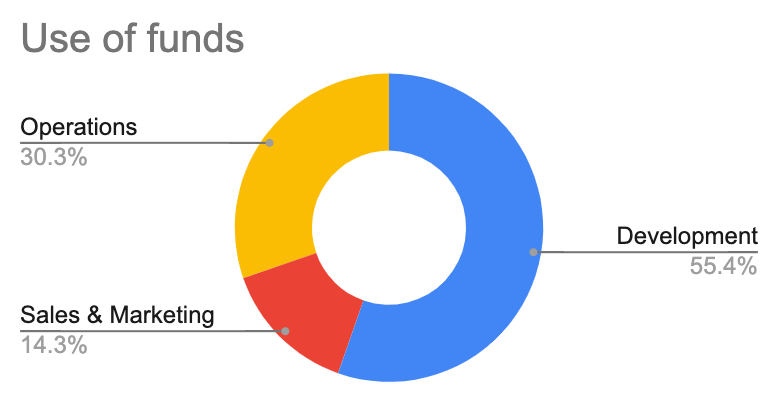 Use of funds
Operations
30.3%
Development
55.4%
Sales & Marketing
14.3%